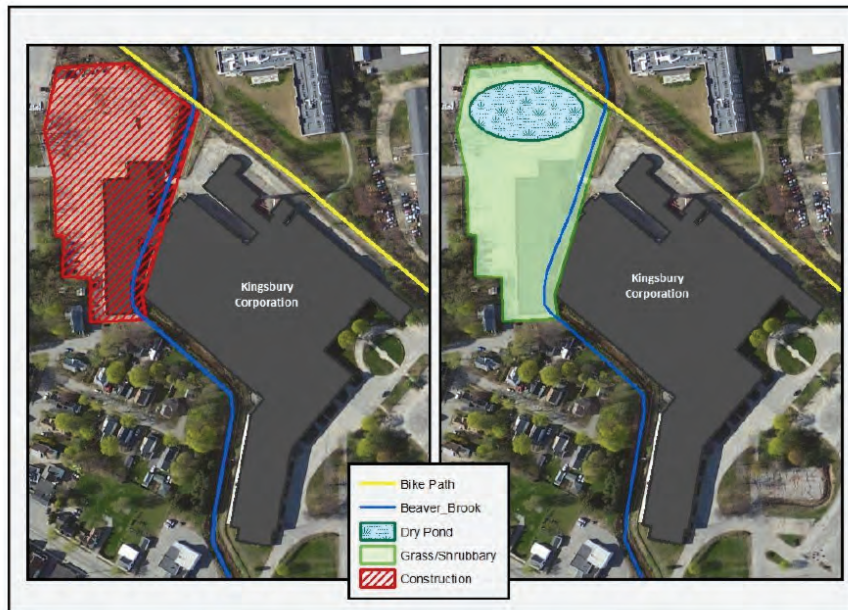 Kingsbury
Corporation
Kingsbury
Corporation
Bike Path
Beaver_Brook
Dry Pond
Grass/Shrubbary
Construction